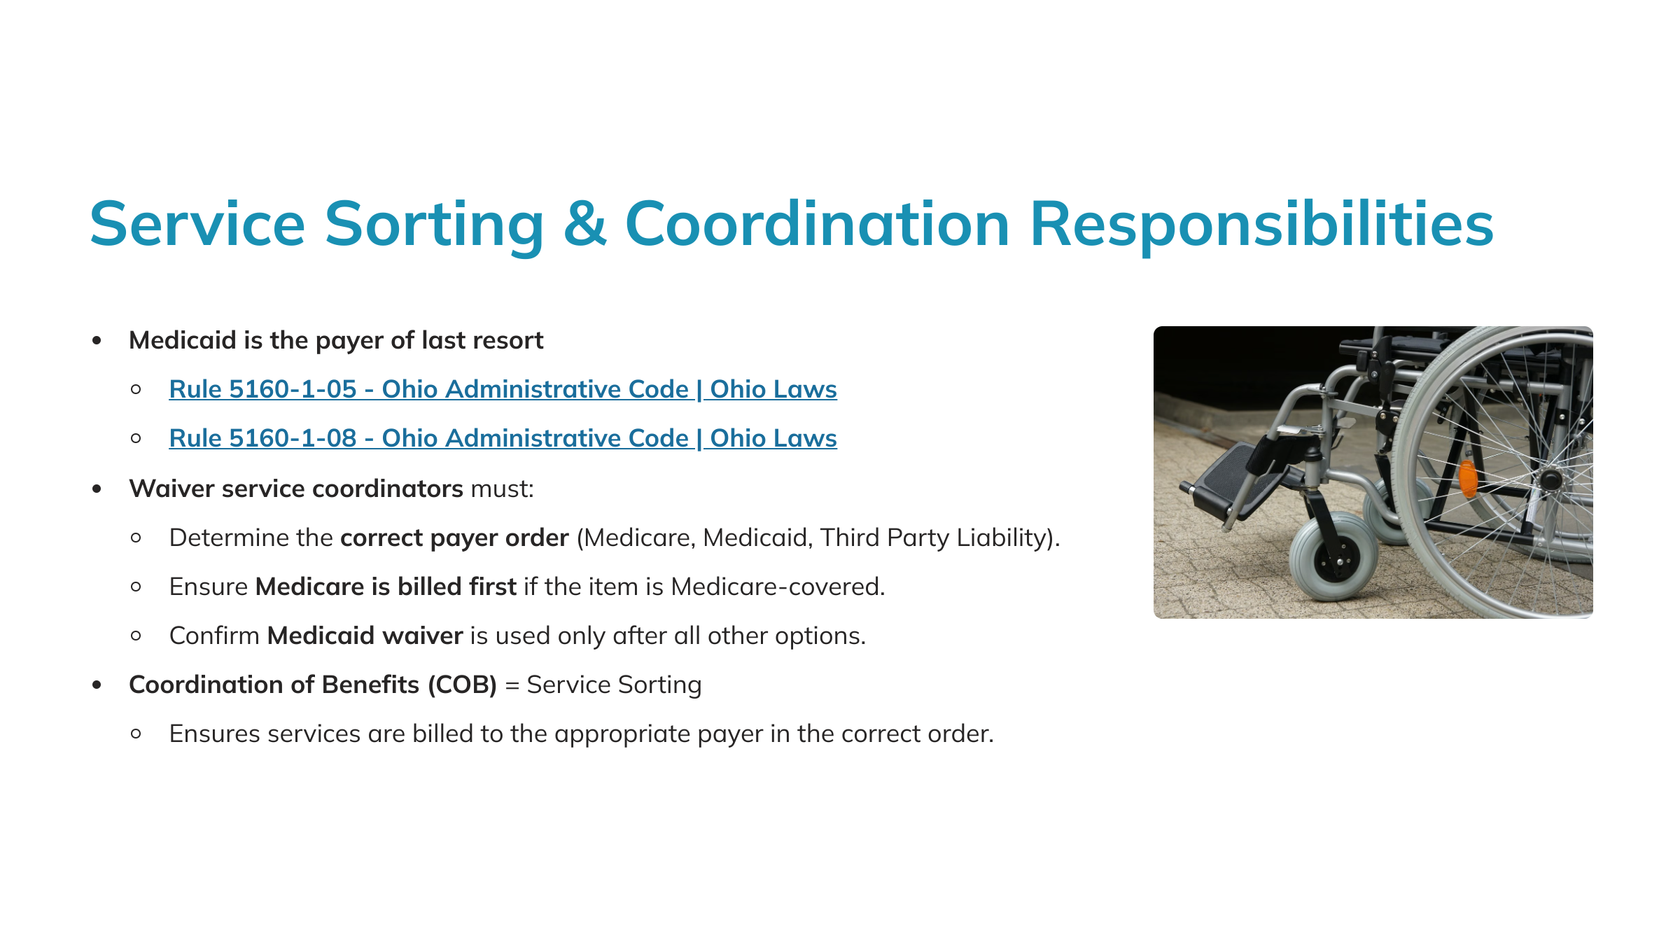 Service Sorting & Coordination Responsibilities
• Medicaid is the payer of last resort
○ Rule 5160-1-05 - Ohio Administrative Code | Ohio Laws
○ Rule 5160-1-08 - Ohio Administrative Code | Ohio Laws
• Waiver service coordinators must:
○ Determine the correct payer order (Medicare, Medicaid, Third Party Liability).
○ Ensure Medicare is billed first if the item is Medicare-covered.
○ Confirm Medicaid waiver is used only after all other options.
• Coordination of Benefits (COB) = Service Sorting
○ Ensures services are billed to the appropriate payer in the correct order.